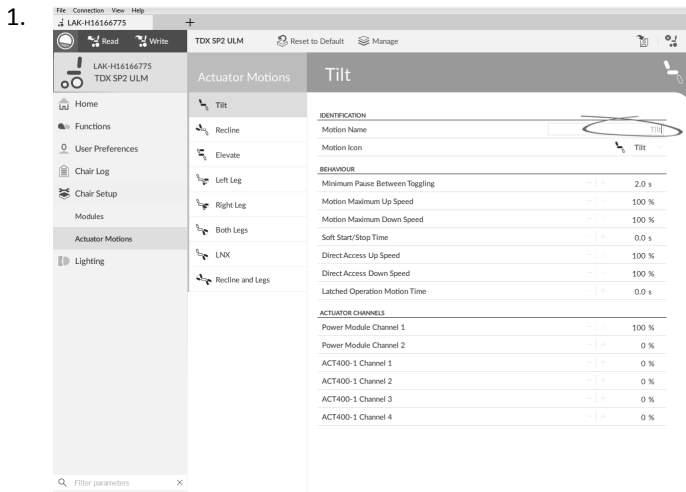 1.
File Connection View Help
LAK-H16166775 +
Read Write TDX SP2 ULM Reset to Default Manage
LAK-H16166775
TDX SP2 ULM
Actuator Motions
Tilt
Home
Functions
User Preferences
Chair Log
Chair Setup
Modules
Actuator Motions
Lighting
Filter parameters ×
Tilt
Recline
Elevate
Left Leg
Right Leg
Both Legs
LNX
Recline and Legs
IDENTIFICATION
Motion Name Tilt
Motion Icon Tilt
BEHAVIOUR
Minimum Pause Between Toggling − + 2.0 s
Motion Maximum Up Speed − + 100 %
Motion Maximum Down Speed − + 100 %
Soft Start/Stop Time − + 0.0 s
Direct Access Up Speed − + 100 %
Direct Access Down Speed − + 100 %
Latched Operation Motion Time − + 0.0 s
ACTUATOR CHANNELS
Power Module Channel 1 − + 100 %
Power Module Channel 2 − + 0 %
ACT400-1 Channel 1 − + 0 %
ACT400-1 Channel 2 − + 0 %
ACT400-1 Channel 3 − + 0 %
ACT400-1 Channel 4 − + 0 %